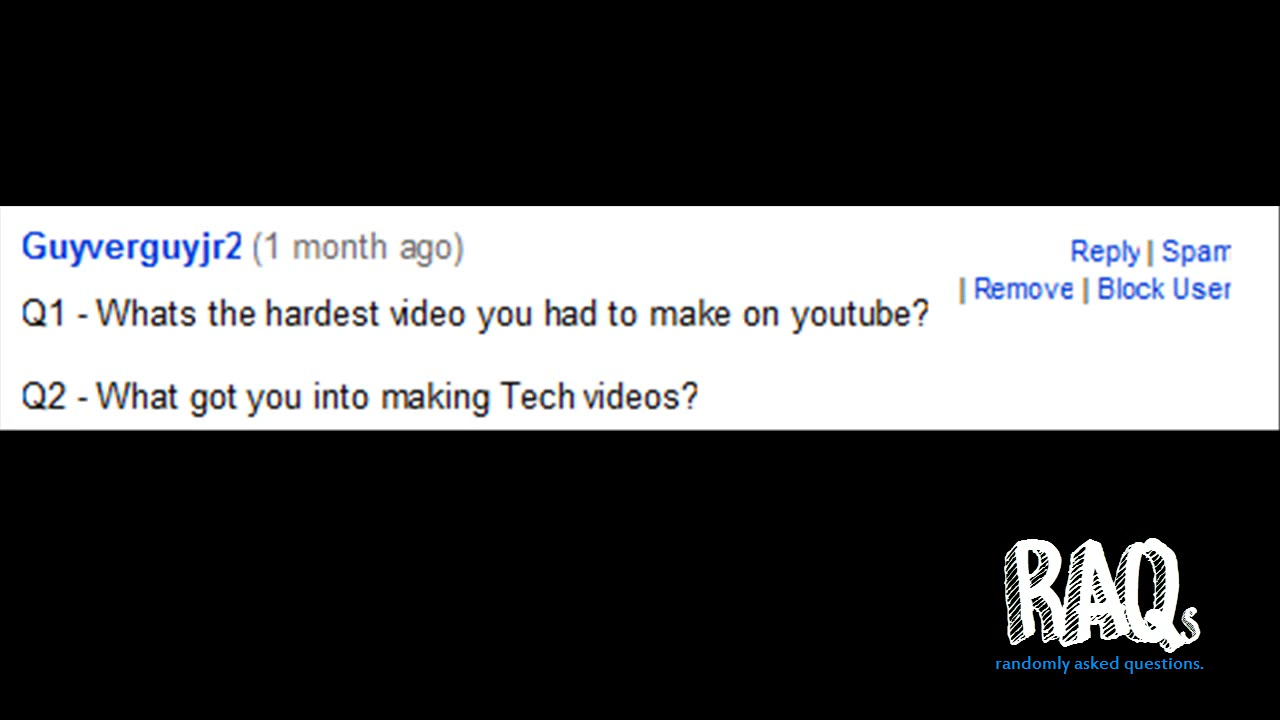 Guyverguyjr2 (1 month ago)
Reply | Spam
| Remove | Block User
Q1 - Whats the hardest video you had to make on youtube?
Q2 - What got you into making Tech videos?
RAQs
randomly asked questions.